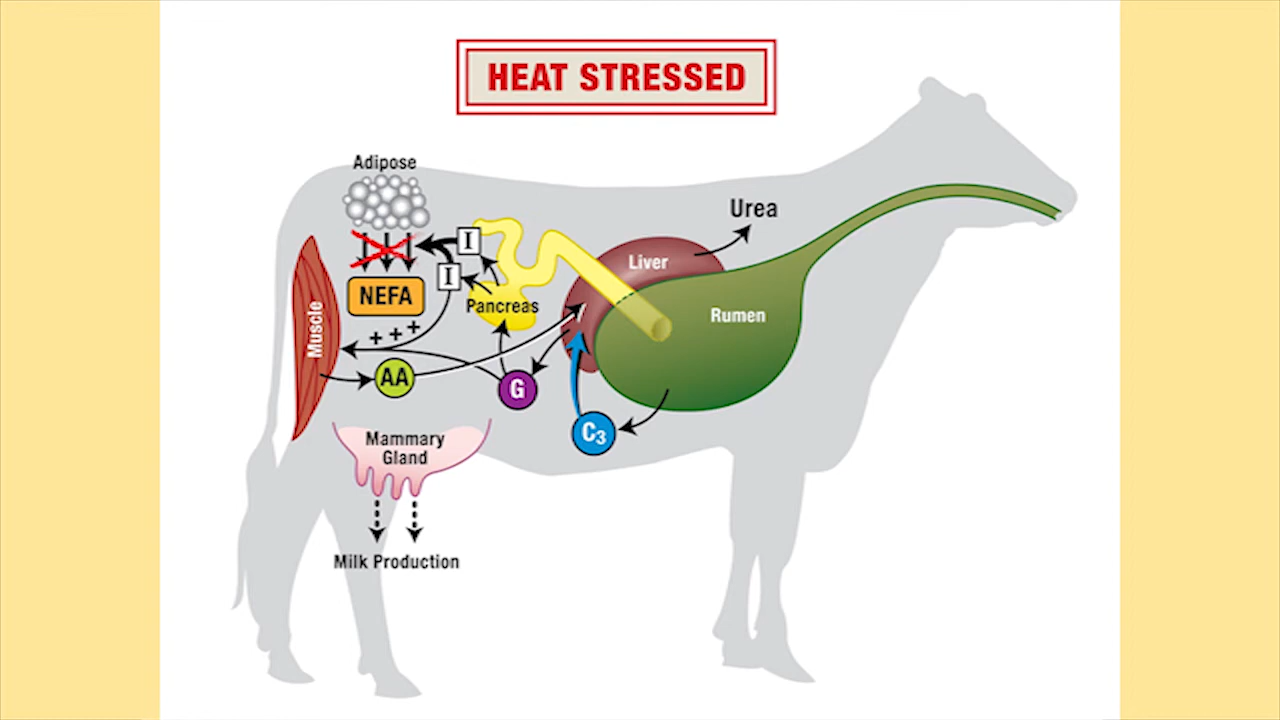 HEAT STRESSED
Adipose
Urea
I
Liver
I
NEFA
Pancreas
Rumen
Muscle
+ + +
AA
G
C₃
Mammary
Gland
Milk Production